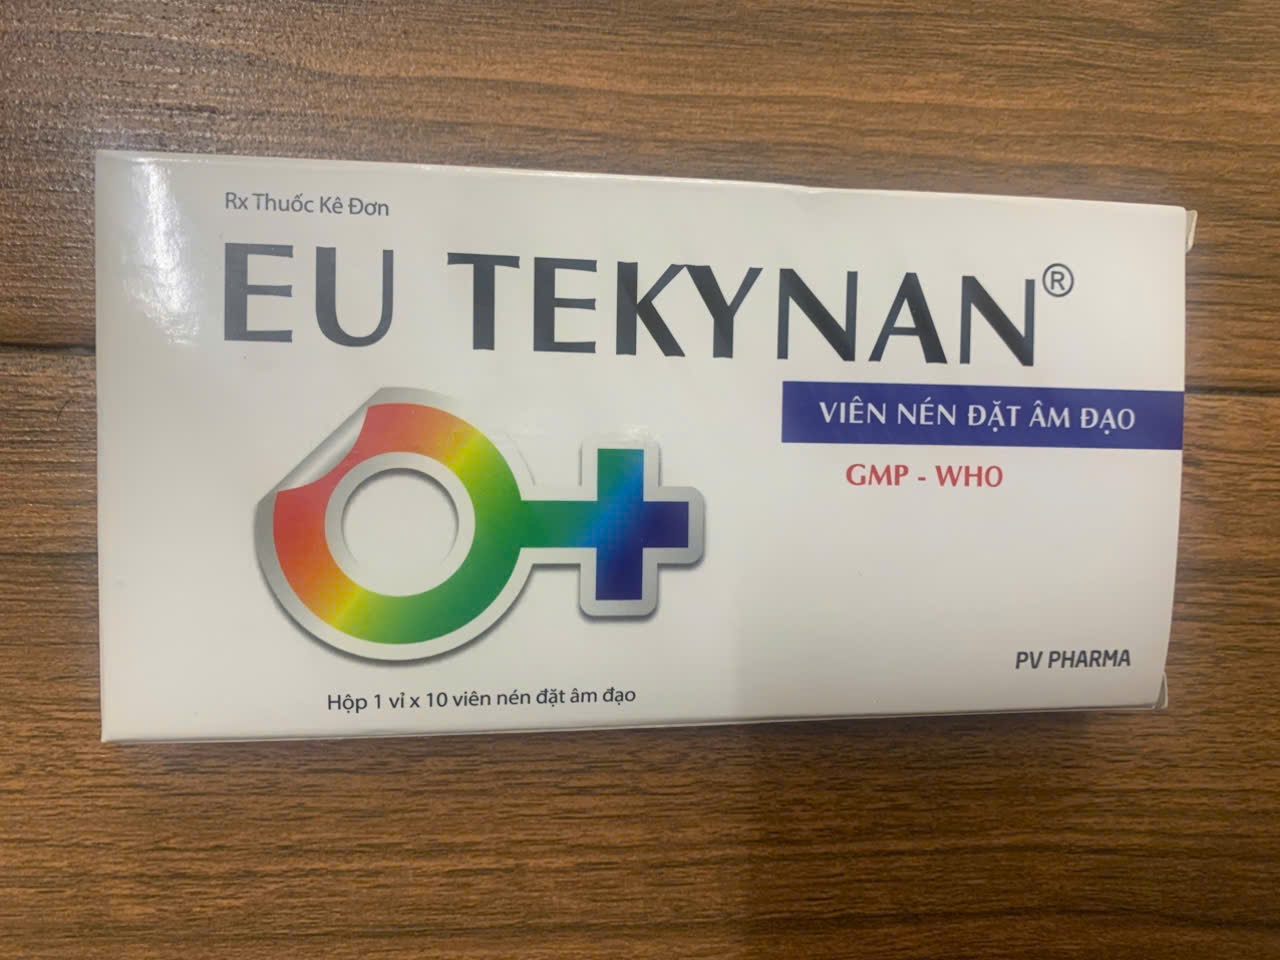 Rx Thuốc Kê Đơn
EU TEKYNAN®
VIÊN NÉN ĐẶT ÂM ĐẠO
GMP - WHO
PV PHARMA
Hộp 1 vỉ x 10 viên nén đặt âm đạo